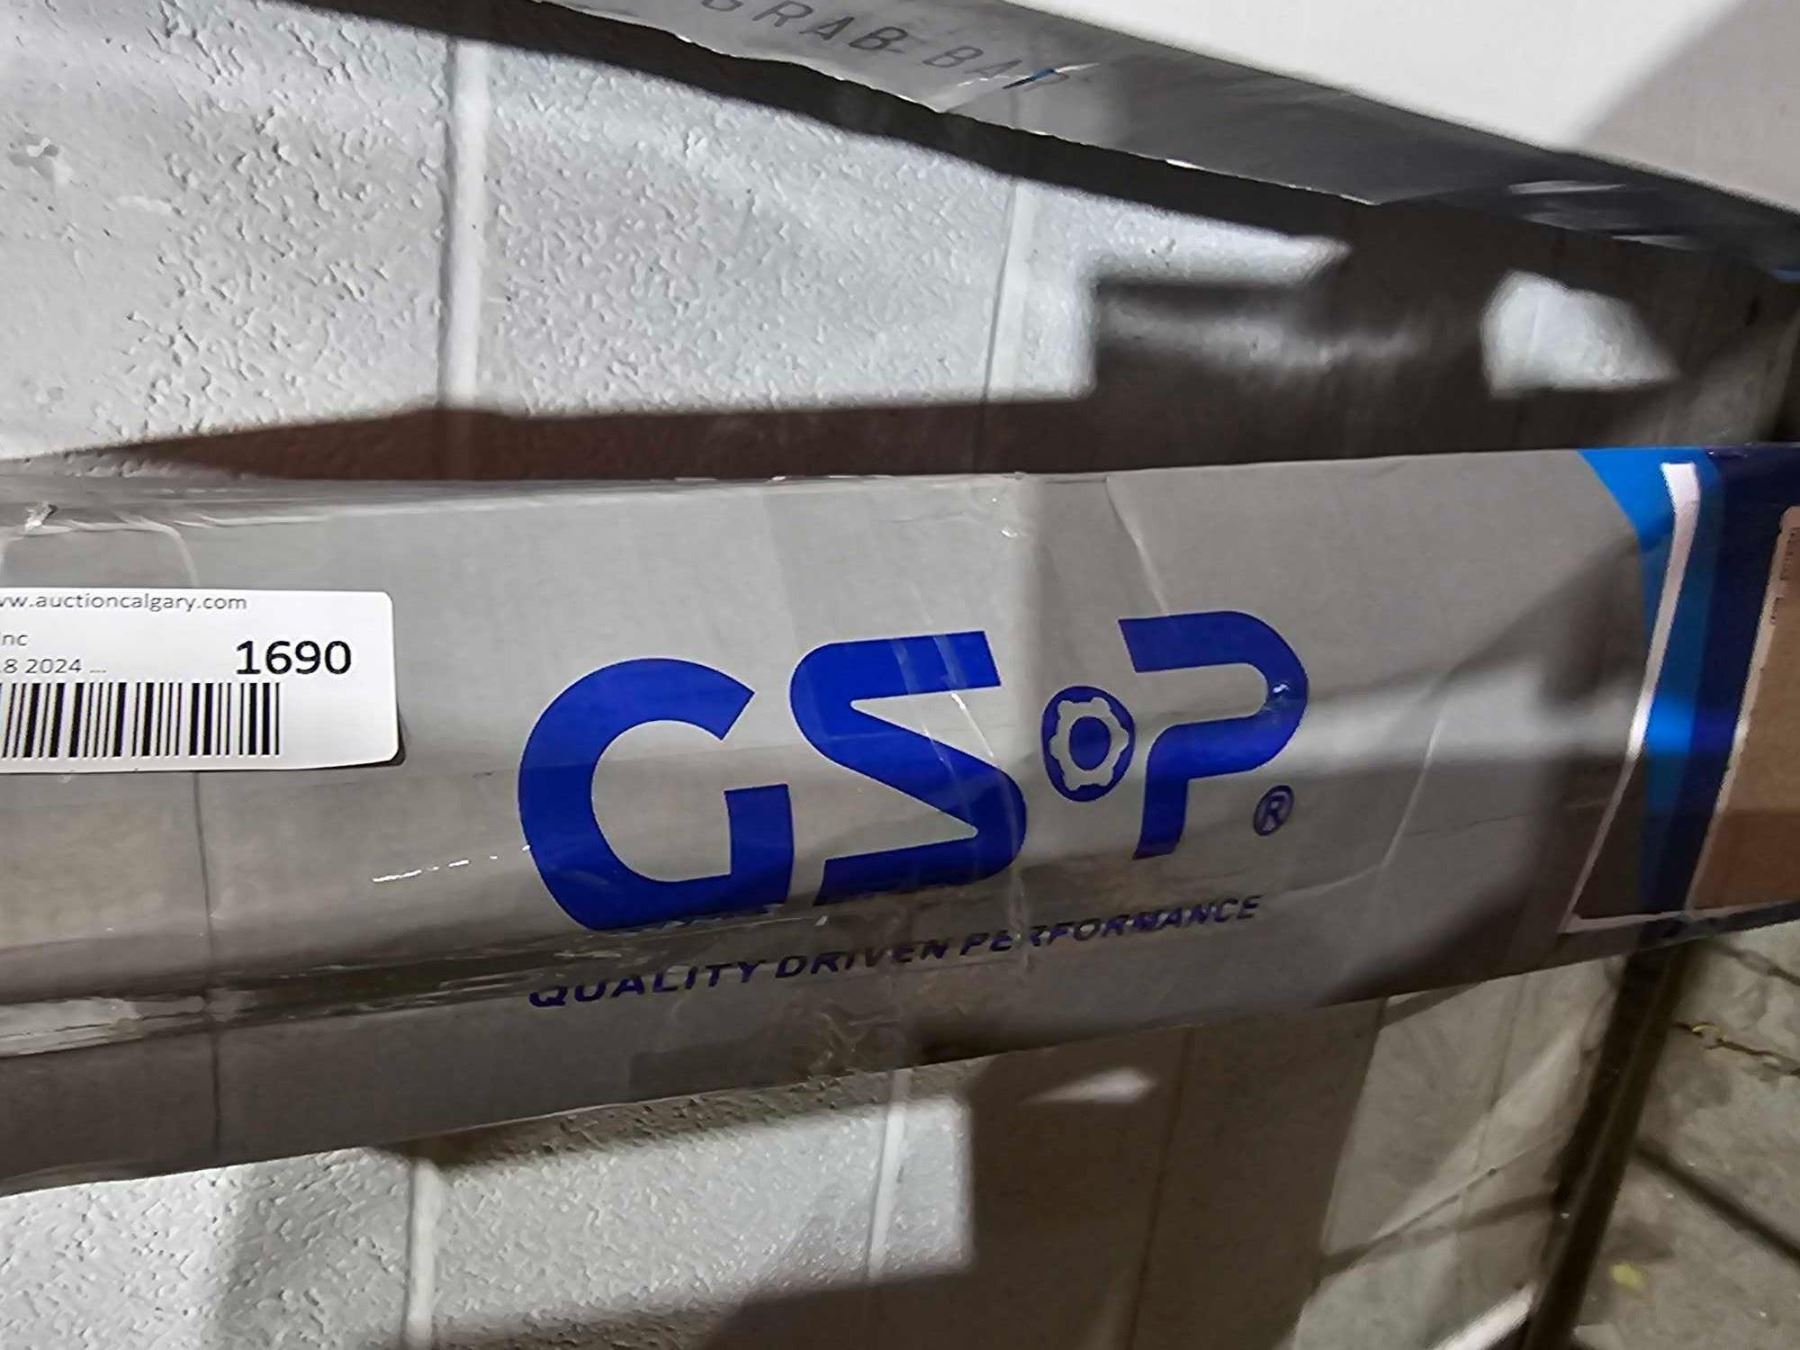 GRAB BAR
www.auctioncalgary.com
Inc
8 2024 ...
1690
GSP®
QUALITY DRIVEN PERFORMANCE